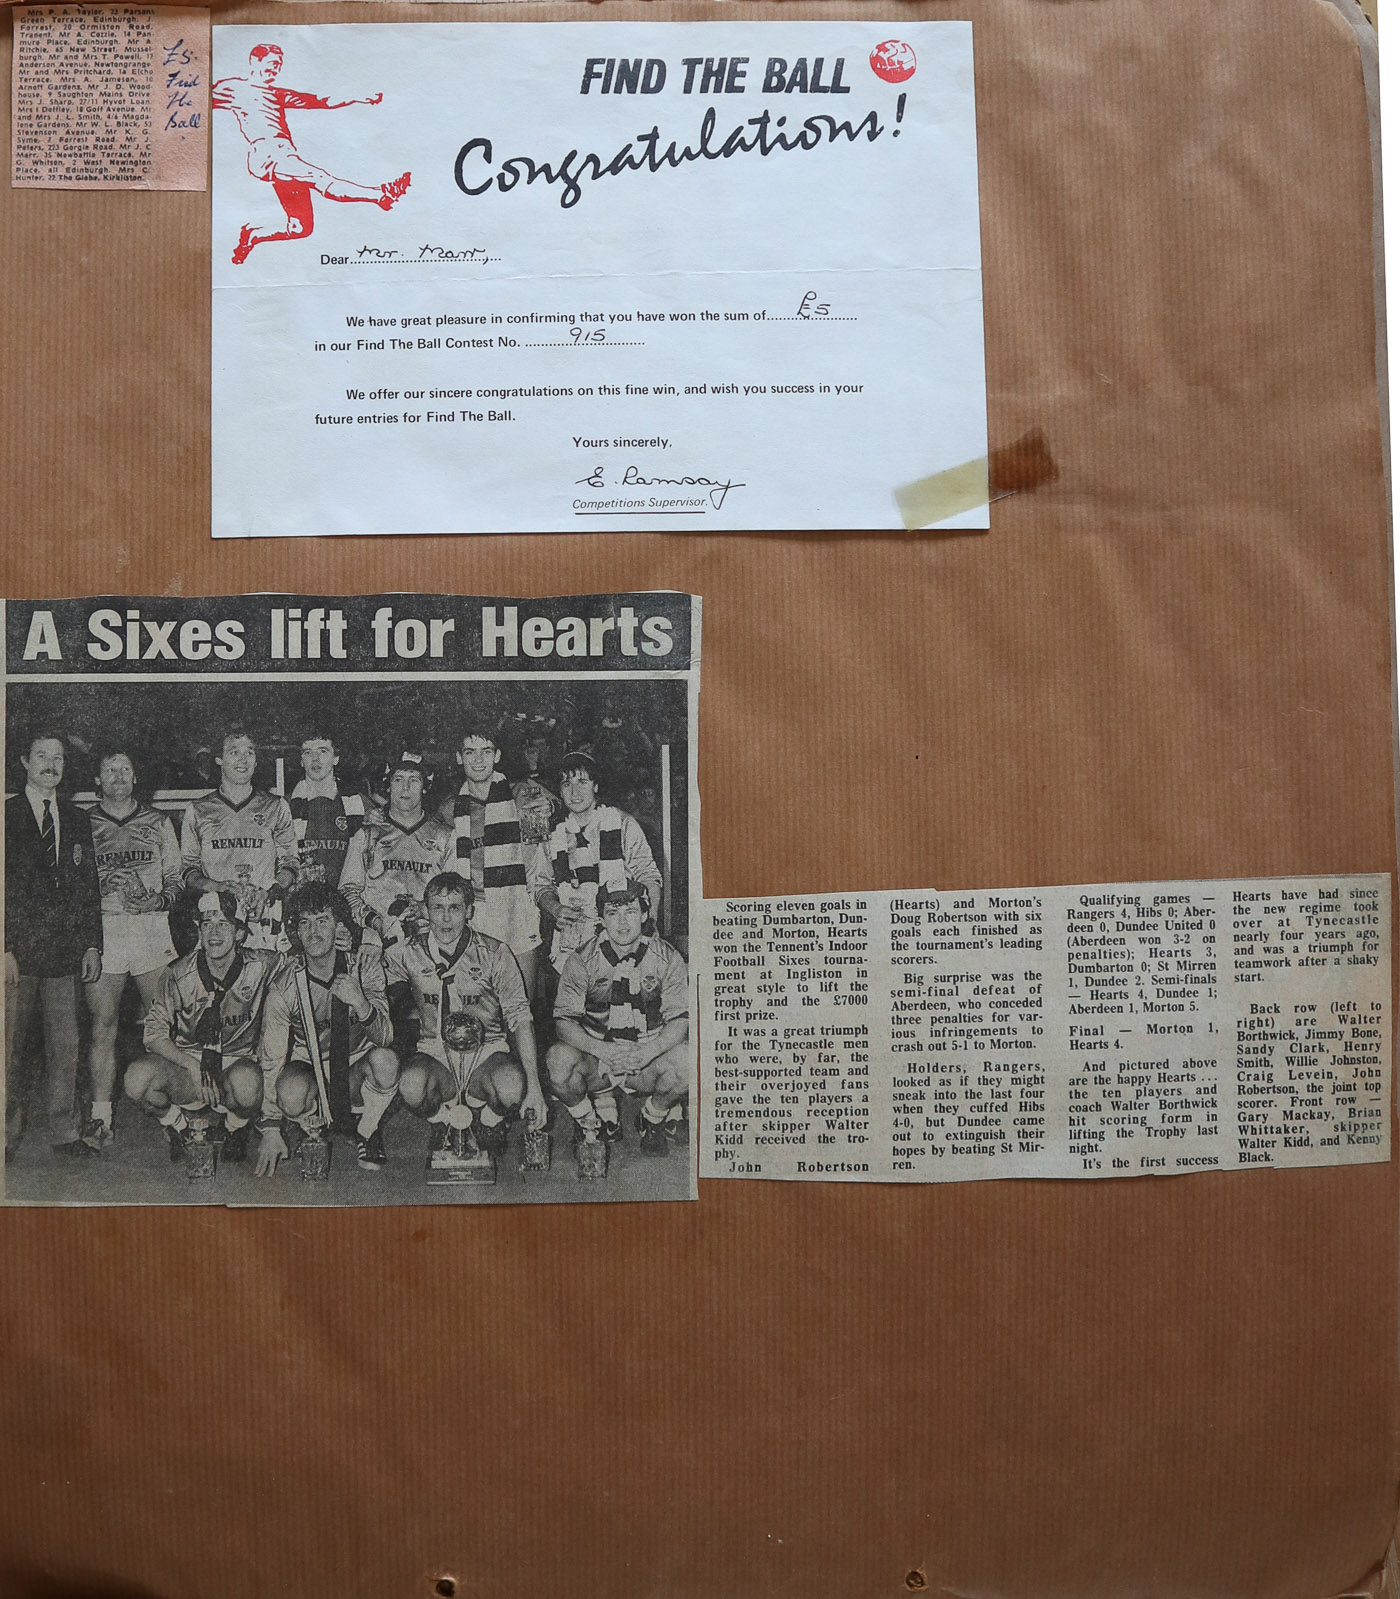 Mrs P. A. Taylor, 22 Parsons
Green Terrace, Edinburgh. J.
Forrest, 20 Ormiston Road,
Tranent. Mr A. Cazzie, 14 Pan-
mure Place, Edinburgh. Mr A.
Ritchie, 65 New Street, Mussel-
burgh. Mr and Mrs T. Powell, 17
Anderson Avenue, Newtongrange.
Mr and Mrs Pritchard, 1a Elcho
Terrace. Mrs A. Jameson, 10
Arnott Gardens. Mr J. D. Wood-
house, 9 Saughton Mains Drive.
Mrs J. Sharp, 27/11 Hyvot Loan.
Mrs I Deffley, 18 Goff Avenue. Mr
and Mrs J. L. Smith, 4/6 Magda-
lene Gardens. Mr W. L. Black, 53
Stevenson Avenue. Mr K. G.
Syme, 7 Forrest Road. Mr J.
Peters, 223 Gorgie Road. Mr J. C
Marr, 35 Newbattle Terrace. Mr
G. Whitson, 2 West Newington
Place, all Edinburgh. Mrs C.
Hunter, 22 The Glebe, Kirkliston.
£5.
Find
the
Ball
FIND THE BALL
Congratulations!
Dear Mr. Marr,
We have great pleasure in confirming that you have won the sum of £5
in our Find The Ball Contest No. 915
We offer our sincere congratulations on this fine win, and wish you success in your
future entries for Find The Ball.
Yours sincerely,
E. Ramsay
Competitions Supervisor.
A Sixes lift for Hearts
RENAULT
RENAULT
RENAULT
RENAULT
Scoring eleven goals in
beating Dumbarton, Dun-
dee and Morton, Hearts
won the Tennent's Indoor
Football Sixes tourna-
ment at Ingliston in
great style to lift the
trophy and the £7000
first prize.
It was a great triumph
for the Tynecastle men
who were, by far, the
best-supported team and
their overjoyed fans
gave the ten players a
tremendous reception
after skipper Walter
Kidd received the tro-
phy.
John Robertson
(Hearts) and Morton's
Doug Robertson with six
goals each finished as
the tournament's leading
scorers.
Big surprise was the
semi-final defeat of
Aberdeen, who conceded
three penalties for var-
ious infringements to
crash out 5-1 to Morton.
Holders, Rangers,
looked as if they might
sneak into the last four
when they cuffed Hibs
4-0, but Dundee came
out to extinguish their
hopes by beating St Mir-
ren.
Qualifying games —
Rangers 4, Hibs 0; Aber-
deen 0, Dundee United 0
(Aberdeen won 3-2 on
penalties); Hearts 3,
Dumbarton 0; St Mirren
1, Dundee 2. Semi-finals
— Hearts 4, Dundee 1;
Aberdeen 1, Morton 5.
Final — Morton 1,
Hearts 4.
And pictured above
are the happy Hearts ...
the ten players and
coach Walter Borthwick
hit scoring form in
lifting the Trophy last
night.
It's the first success
Hearts have had since
the new regime took
over at Tynecastle
nearly four years ago,
and was a triumph for
teamwork after a shaky
start.
Back row (left to
right) are Walter
Borthwick, Jimmy Bone,
Sandy Clark, Henry
Smith, Willie Johnston,
Craig Levein, John
Robertson, the joint top
scorer. Front row —
Gary Mackay, Brian
Whittaker, skipper
Walter Kidd, and Kenny
Black.